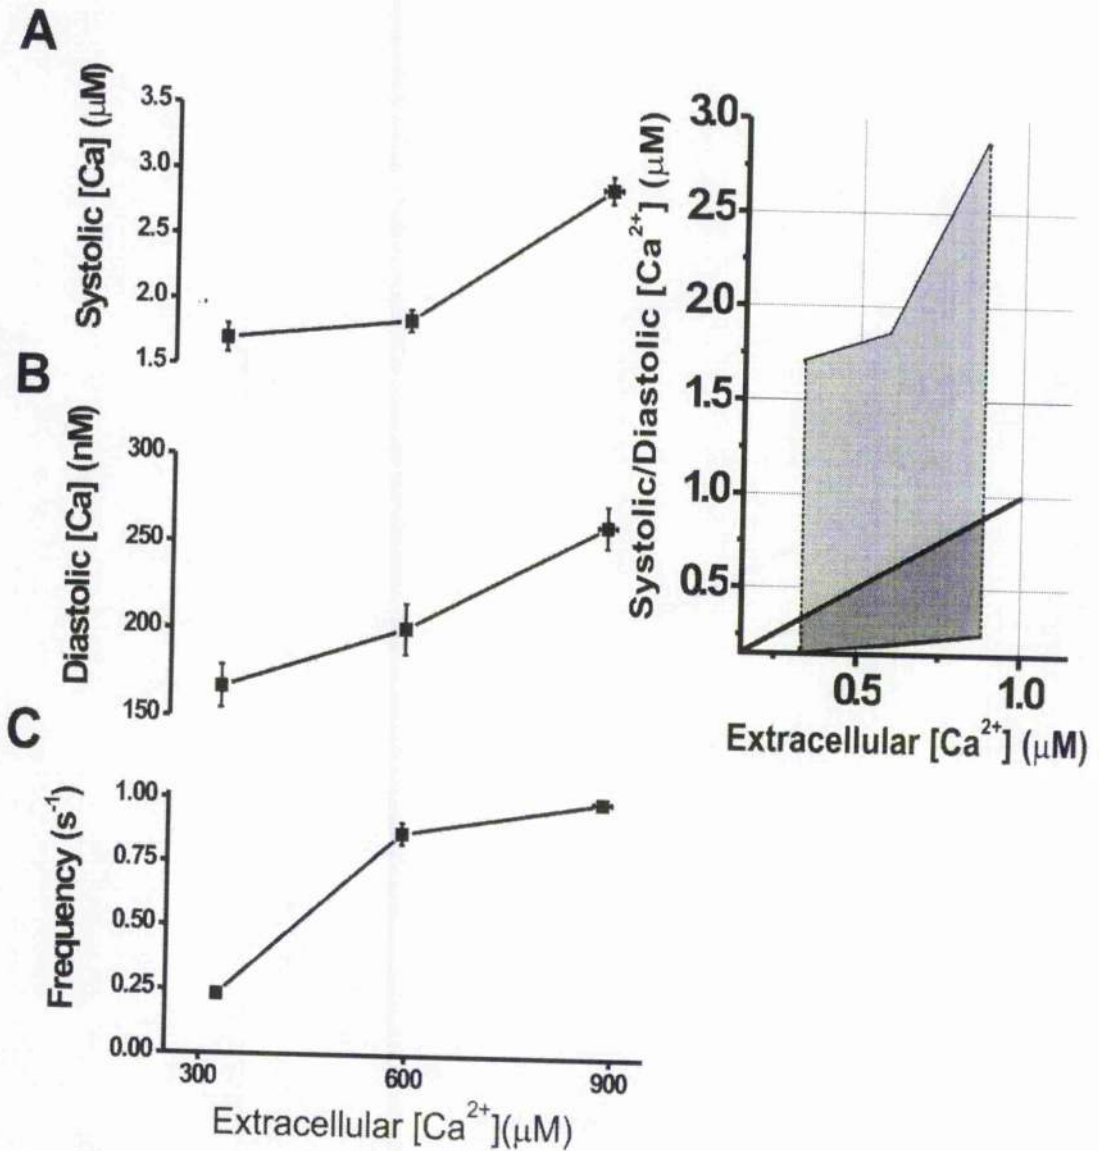 A
Systolic [Ca] (μM)
3.5
3.0
2.5
2.0
1.5
B
Diastolic [Ca] (nM)
300
250
200
150
C
Frequency (s⁻¹)
1.00
0.75
0.50
0.25
0.00
300 600 900
Extracellular [Ca²⁺](μM)
Systolic/Diastolic [Ca²⁺] (μM)
3.0
2.5
2.0
1.5
1.0
0.5
0.5 1.0
Extracellular [Ca²⁺] (μM)